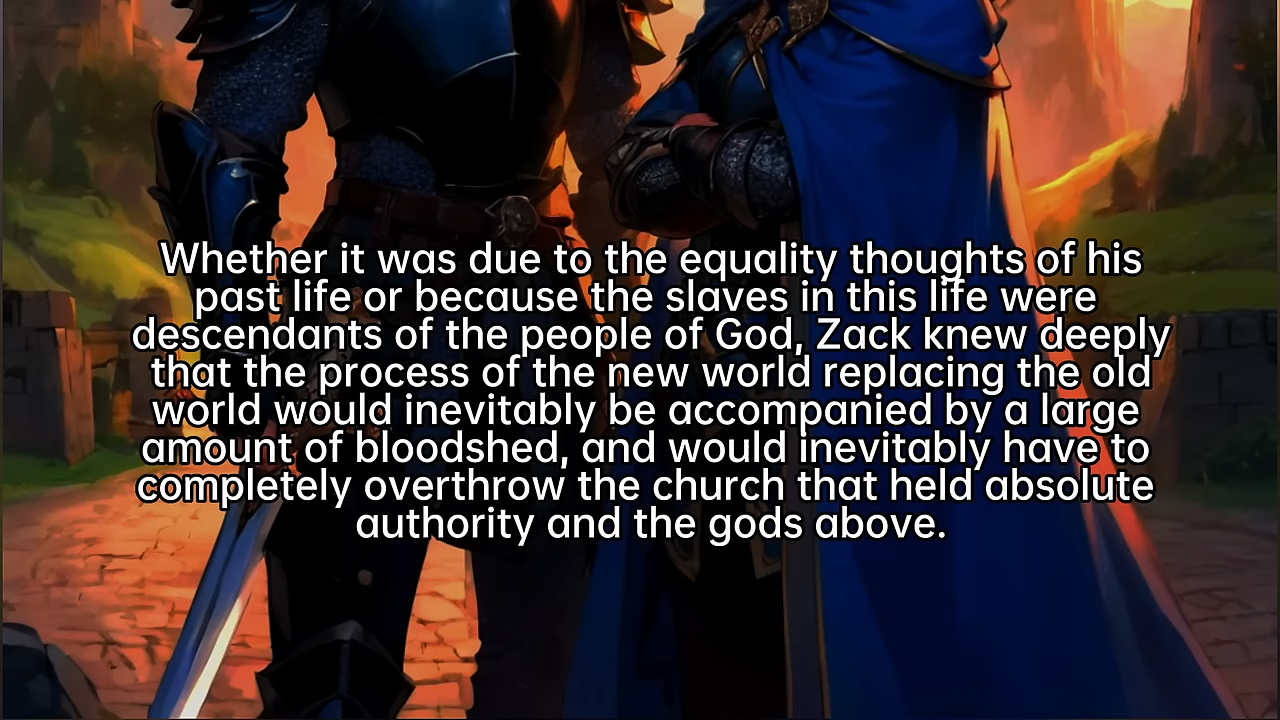 Whether it was due to the equality thoughts of his
past life or because the slaves in this life were
descendants of the people of God, Zack knew deeply
that the process of the new world replacing the old
world would inevitably be accompanied by a large
amount of bloodshed, and would inevitably have to
completely overthrow the church that held absolute
authority and the gods above.